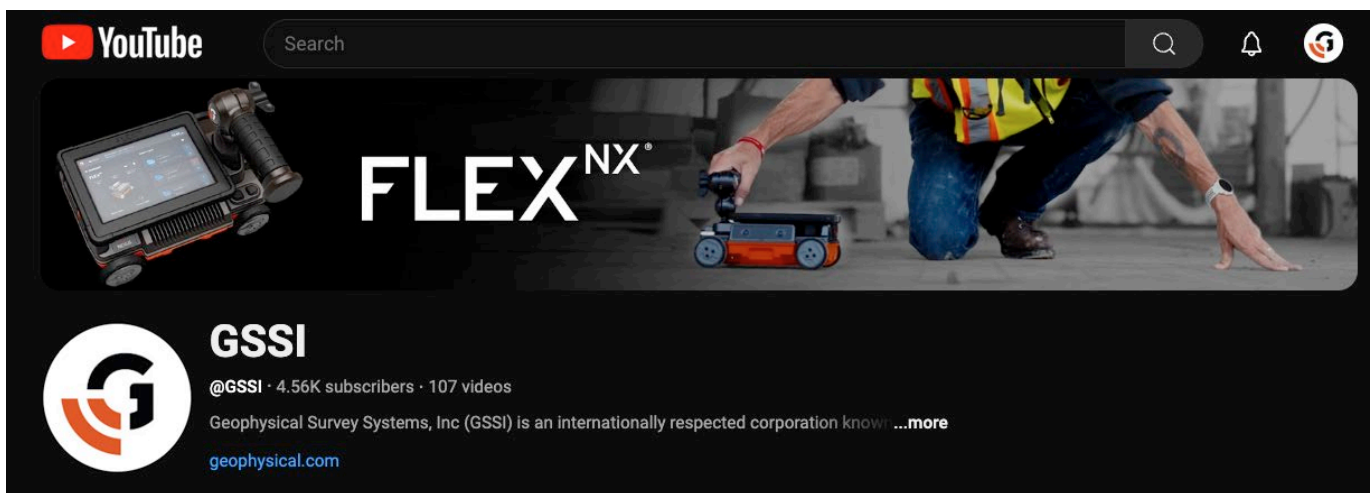 YouTube
Search
FLEX NX®
GSSI
@GSSI · 4.56K subscribers · 107 videos
Geophysical Survey Systems, Inc (GSSI) is an internationally respected corporation known ...more
geophysical.com